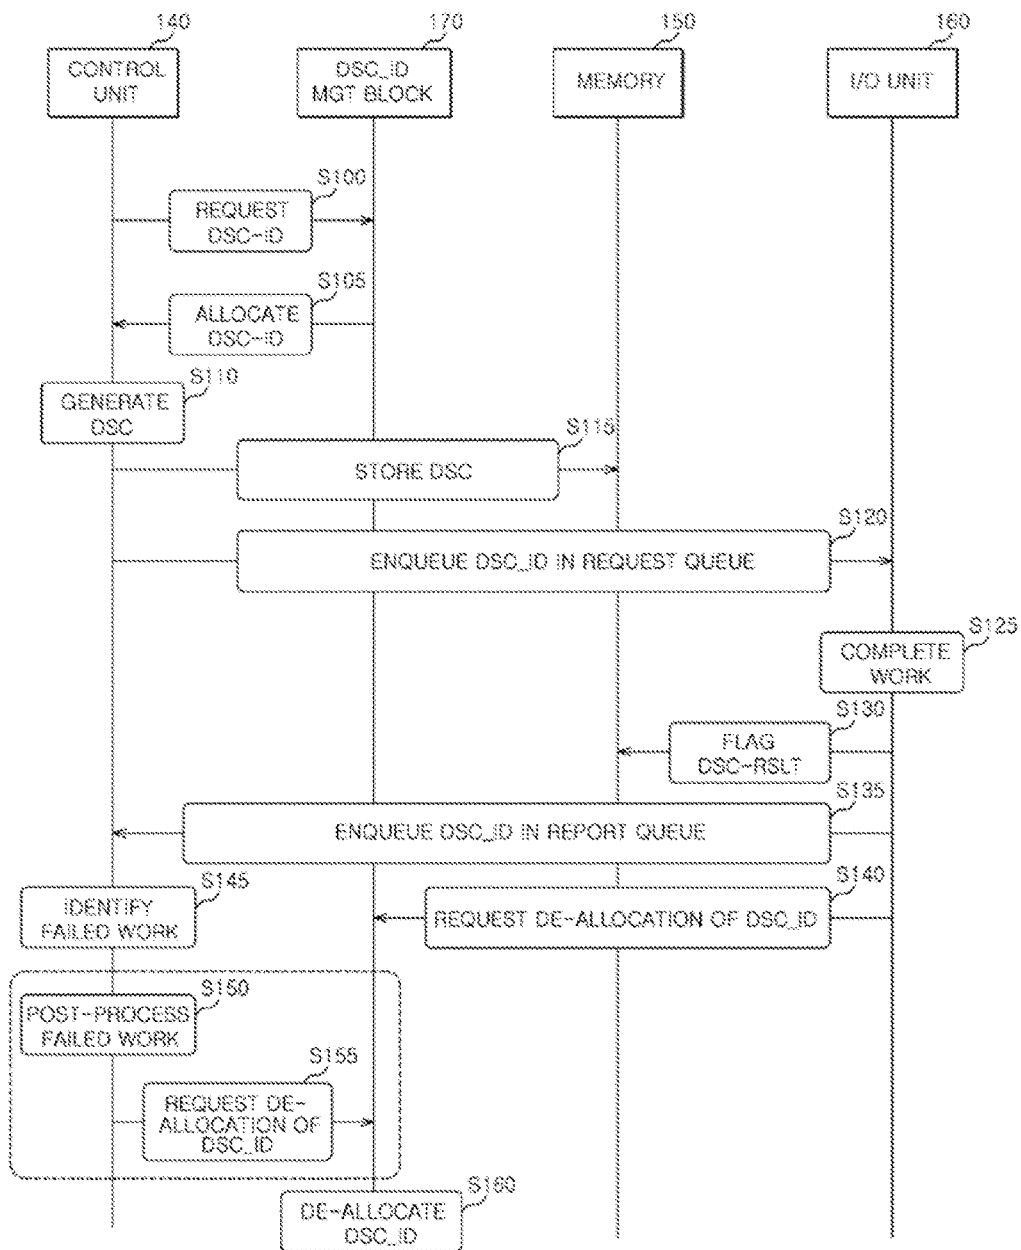 140
170
150
160
CONTROL
UNIT
DSC_ID
MGT BLOCK
MEMORY
I/O UNIT
S100
REQUEST
DSC-ID
S105
ALLOCATE
DSC-ID
S110
GENERATE
DSC
S115
STORE DSC
S120
ENQUEUE DSC_ID IN REQUEST QUEUE
S125
COMPLETE
WORK
S130
FLAG
DSC-RSLT
S135
ENQUEUE DSC_ID IN REPORT QUEUE
S145
IDENTIFY
FAILED WORK
S140
REQUEST DE-ALLOCATION OF DSC_ID
S150
POST-PROCESS
FAILED WORK
S155
REQUEST DE-
ALLOCATION OF
DSC_ID
S160
DE-ALLOCATE
DSC_ID